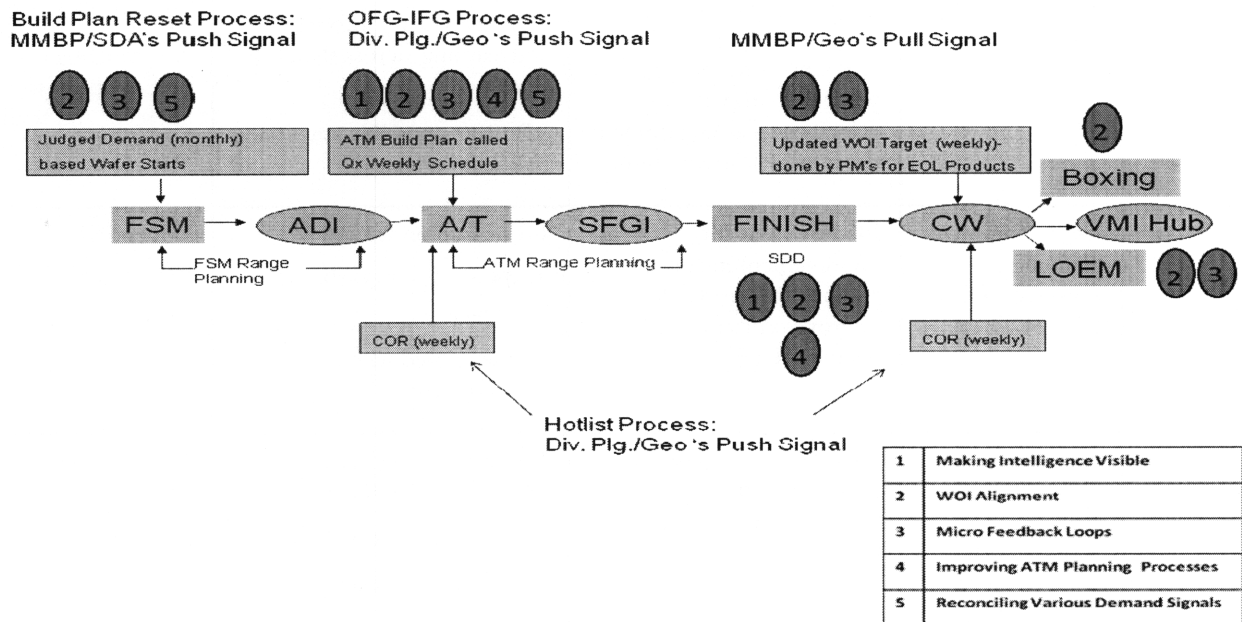 Build Plan Reset Process:
MMBP/SDA's Push Signal
OFG-IFG Process:
Div. Plg./Geo's Push Signal
MMBP/Geo's Pull Signal
2 3 5
1 2 3 4 5
2 3
2
Judged Demand (monthly)
based Wafer Starts
ATM Build Plan called
Qx Weekly Schedule
Updated WOI Target (weekly)-
done by PM's for EOL Products
Boxing
FSM
ADI
A/T
SFGI
FINISH
CW
VMI Hub
LOEM
2 3
FSM Range
Planning
ATM Range Planning
SDD
1 2 3
4
COR (weekly)
COR (weekly)
Hotlist Process:
Div. Plg./Geo's Push Signal
1 Making Intelligence Visible
2 WOI Alignment
3 Micro Feedback Loops
4 Improving ATM Planning Processes
5 Reconciling Various Demand Signals